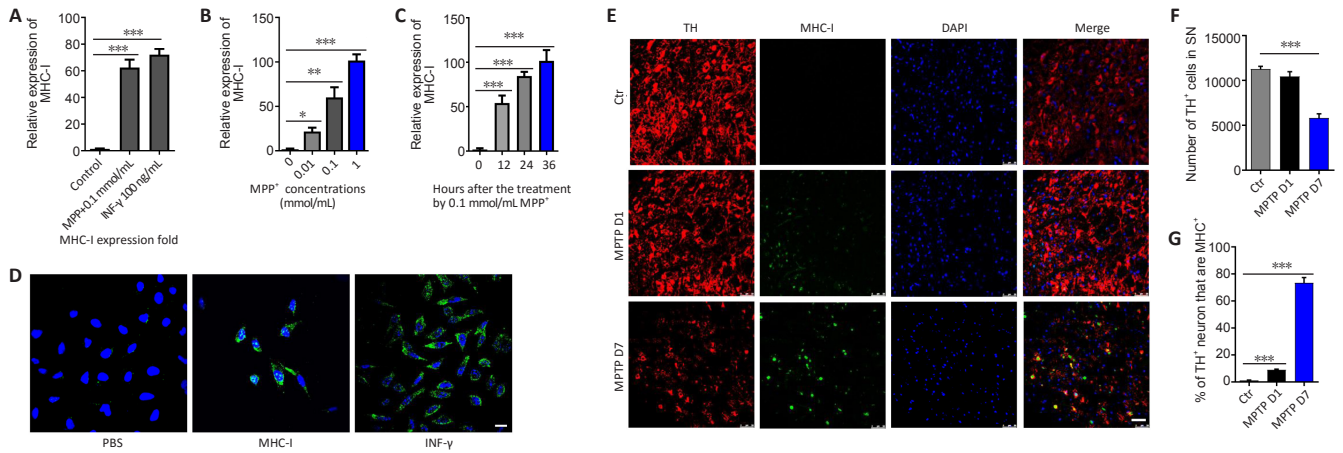 A
Relative expression of
MHC-I
100
80
60
40
20
0
***
***
Control
MPP+0.1 mmol/mL
INF-γ 100 ng/mL
MHC-I expression fold
B
Relative expression of
MHC-I
150
100
50
0
***
**
*
0
0.01
0.1
1
MPP⁺ concentrations
(mmol/mL)
C
Relative expression of
MHC-I
150
100
50
0
***
***
***
0 12 24 36
Hours after the treatment
by 0.1 mmol/mL MPP⁺
D
PBS MHC-I INF-γ
E
TH MHC-I DAPI Merge
Ctr
MPTP D1
MPTP D7
F
Number of TH⁺ cells in SN
15000
10000
5000
0
***
Ctr
MPTP D1
MPTP D7
G
% of TH⁺ neuron that are MHC⁺
100
80
60
40
20
0
***
***
Ctr
MPTP D1
MPTP D7